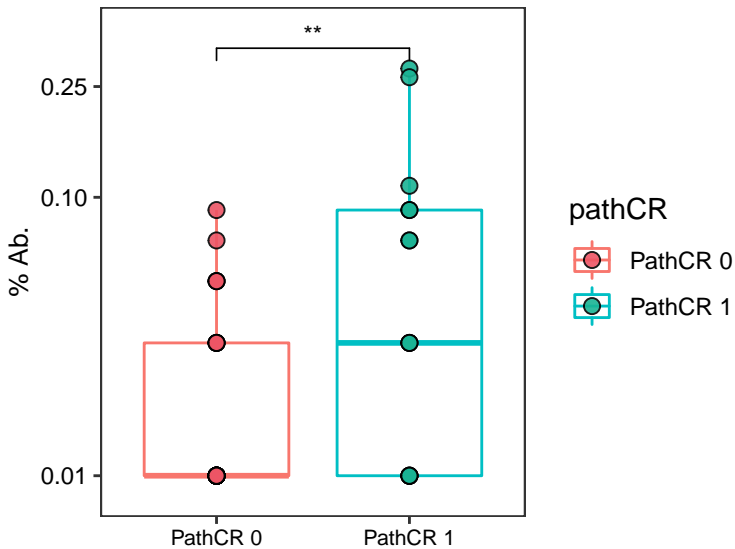 **
0.25
0.10
0.01
% Ab.
PathCR 0
PathCR 1
pathCR
PathCR 0
PathCR 1